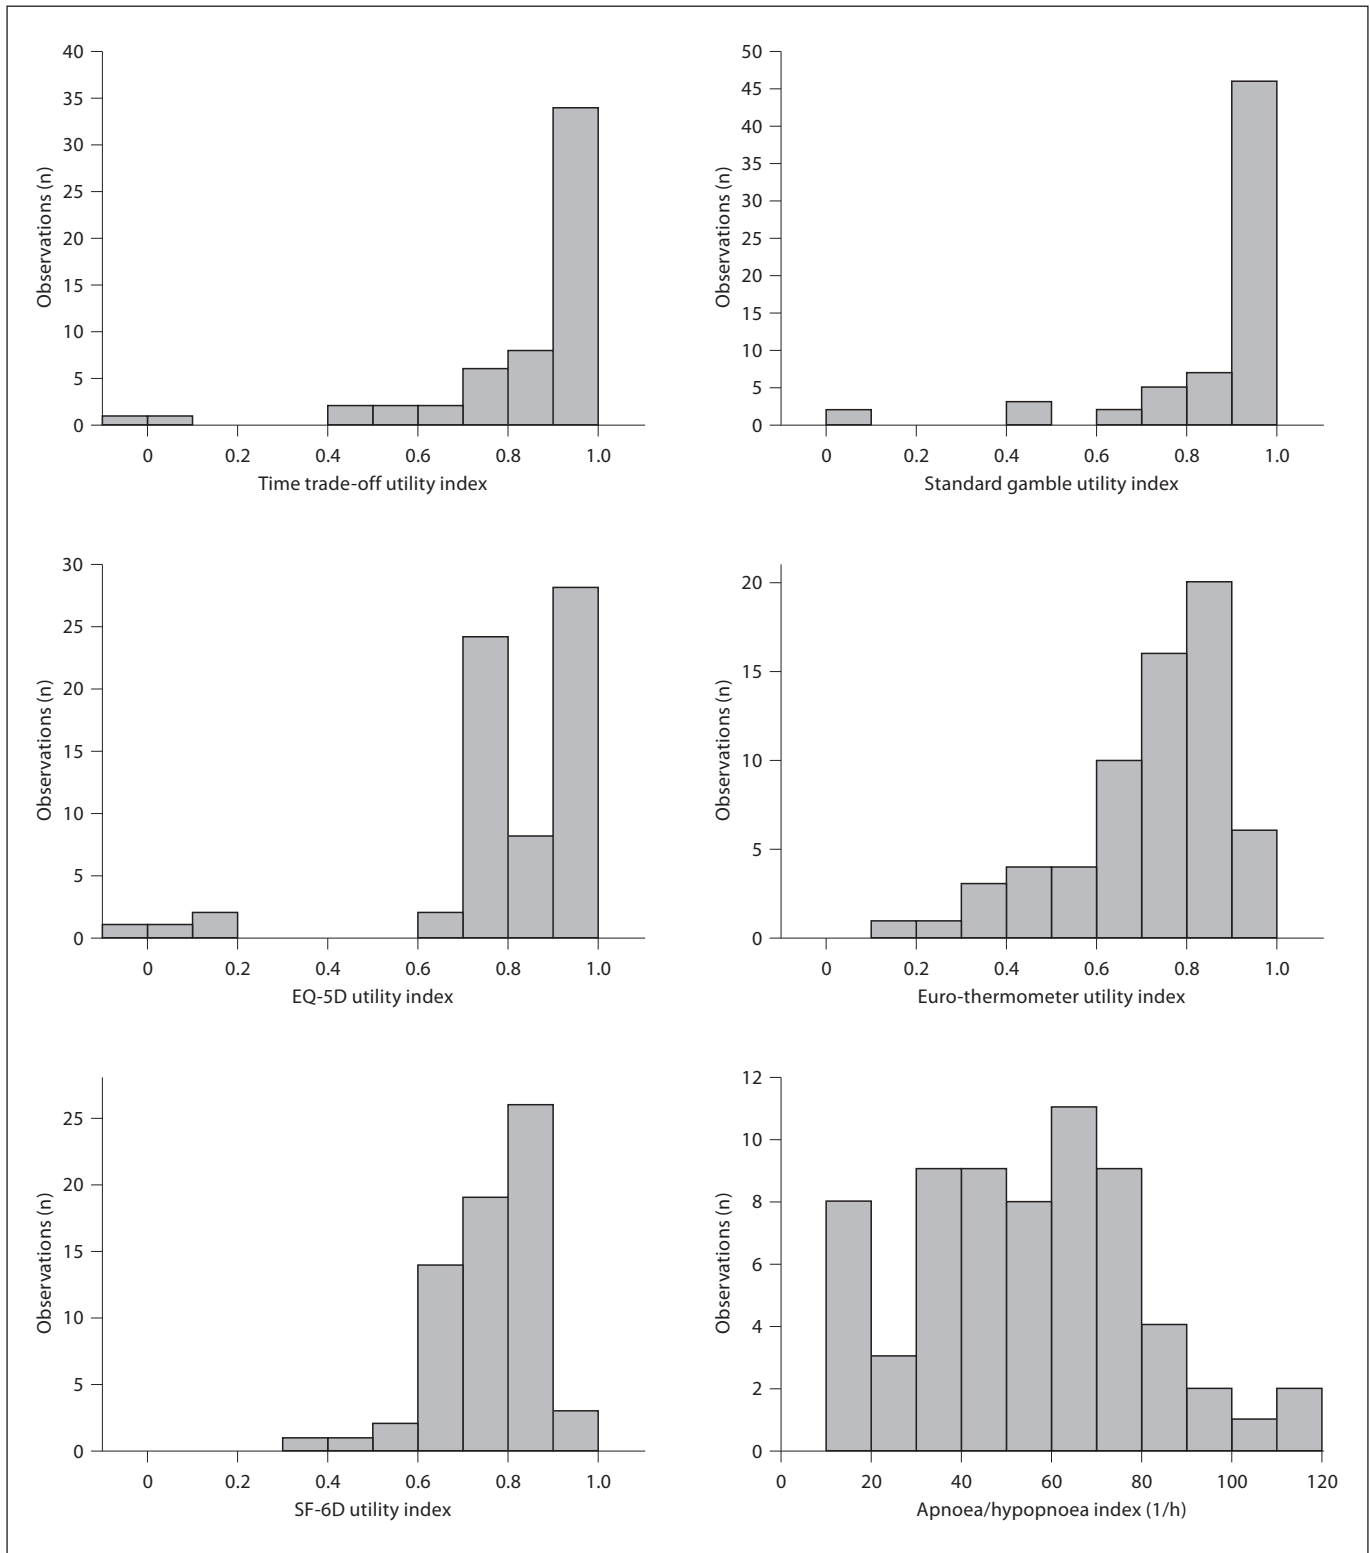 40
35
30
25
20
15
10
5
0
Observations (n)
0 0.2 0.4 0.6 0.8 1.0
Time trade-off utility index
50
45
40
35
30
25
20
15
10
5
0
Observations (n)
0 0.2 0.4 0.6 0.8 1.0
Standard gamble utility index
30
25
20
15
10
5
0
Observations (n)
0 0.2 0.4 0.6 0.8 1.0
EQ-5D utility index
20
15
10
5
0
Observations (n)
0 0.2 0.4 0.6 0.8 1.0
Euro-thermometer utility index
25
20
15
10
5
0
Observations (n)
0 0.2 0.4 0.6 0.8 1.0
SF-6D utility index
12
10
8
6
4
2
0
Observations (n)
0 20 40 60 80 100 120
Apnoea/hypopnoea index (1/h)